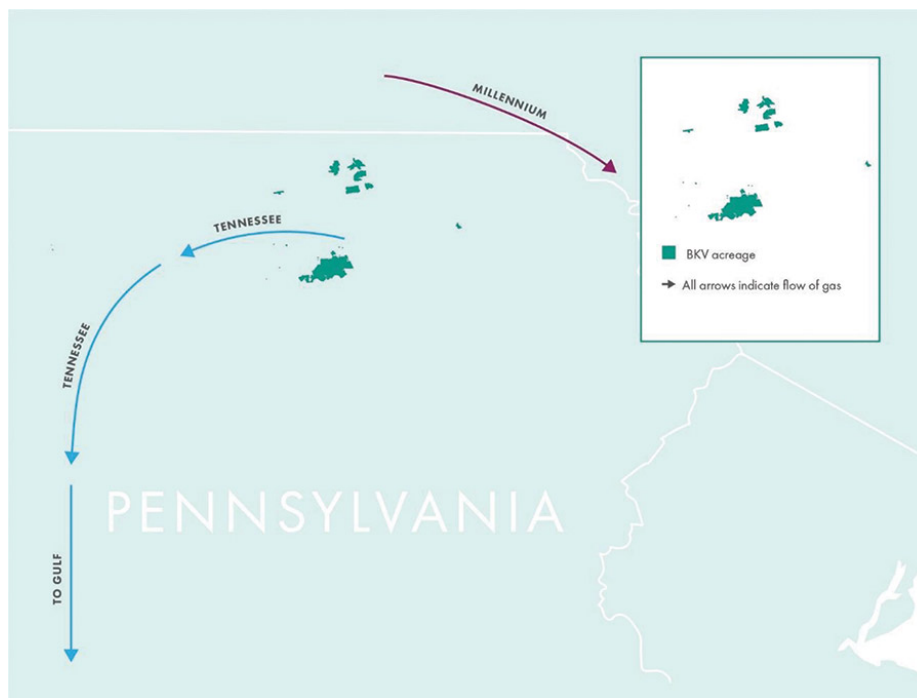 MILLENNIUM
TENNESSEE
BKV acreage
All arrows indicate flow of gas
TENNESSEE
PENNSYLVANIA
TO GULF